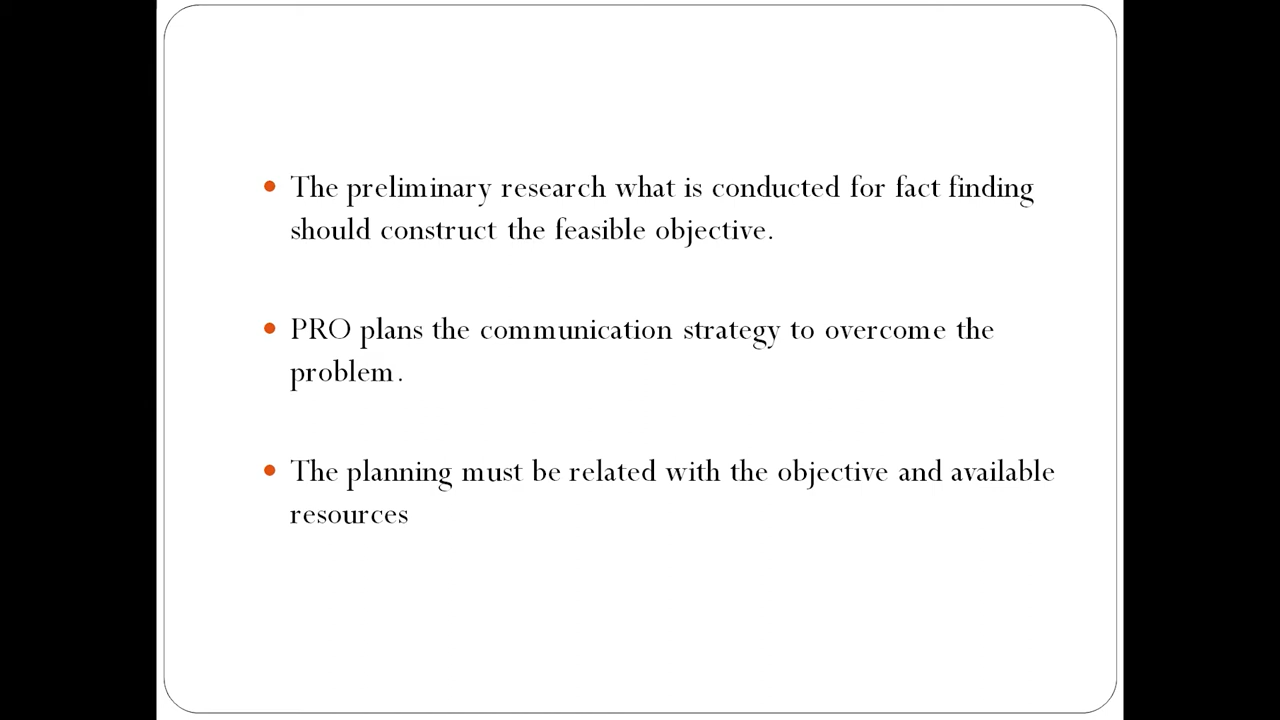 • The preliminary research what is conducted for fact finding
should construct the feasible objective.
• PRO plans the communication strategy to overcome the
problem.
• The planning must be related with the objective and available
resources